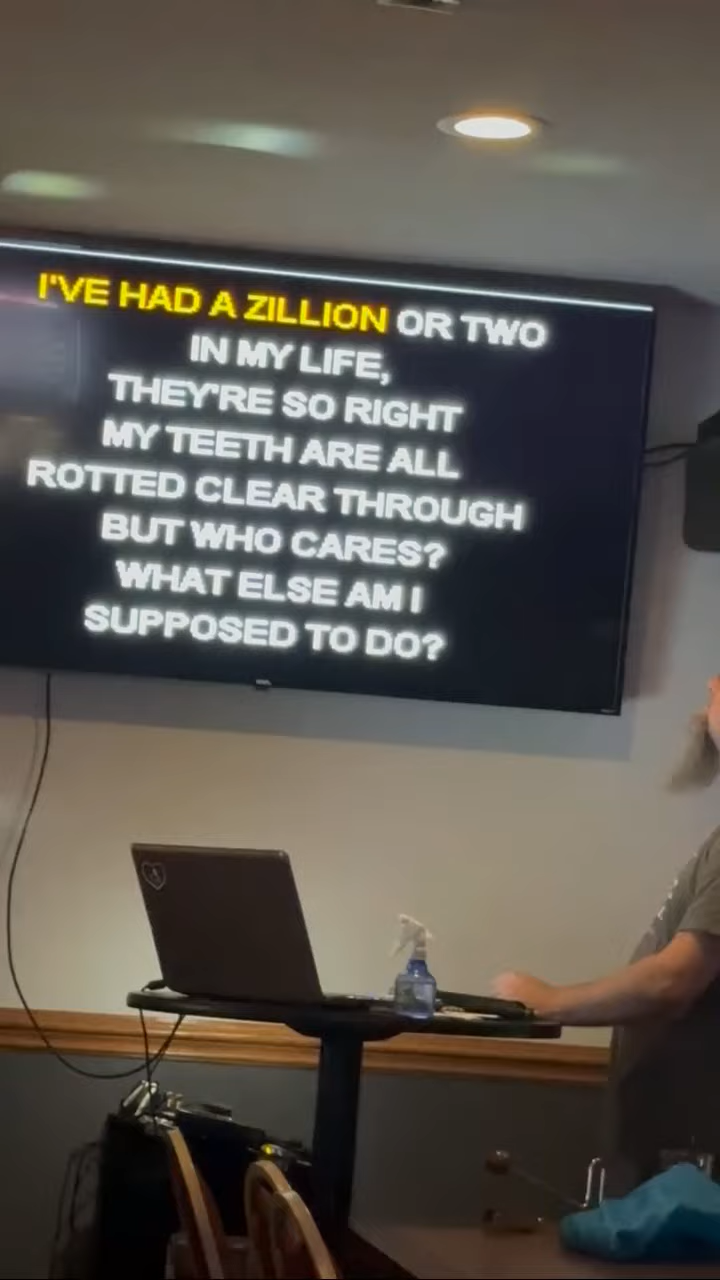 I'VE HAD A ZILLION OR TWO
IN MY LIFE,
THEY'RE SO RIGHT
MY TEETH ARE ALL
ROTTED CLEAR THROUGH
BUT WHO CARES?
WHAT ELSE AM I
SUPPOSED TO DO?